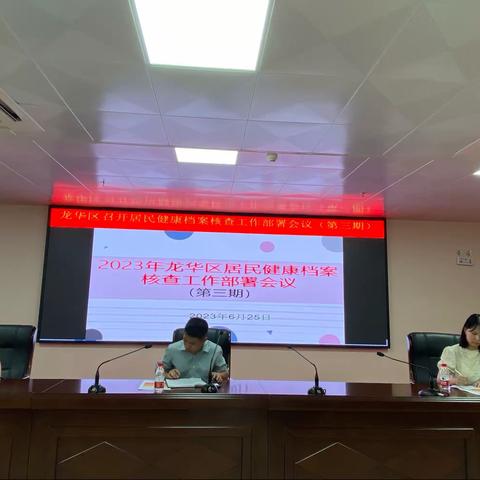 龙华区召开居民健康档案核查工作部署会议（第三期）
2023年龙华区居民健康档案
核查工作部署会议
（第三期）
2023年6月25日